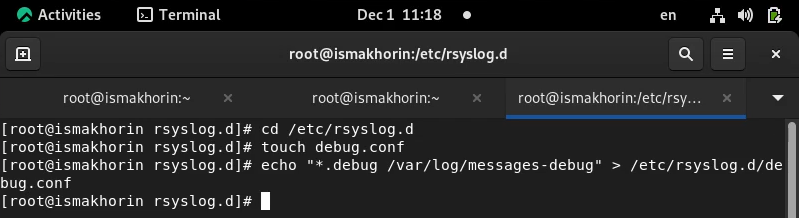 Activities Terminal Dec 1 11:18 en
root@ismakhorin:/etc/rsyslog.d
root@ismakhorin:~ root@ismakhorin:~ root@ismakhorin:/etc/rsy…
[root@ismakhorin rsyslog.d]# cd /etc/rsyslog.d
[root@ismakhorin rsyslog.d]# touch debug.conf
[root@ismakhorin rsyslog.d]# echo "*.debug /var/log/messages-debug" > /etc/rsyslog.d/de
bug.conf
[root@ismakhorin rsyslog.d]#